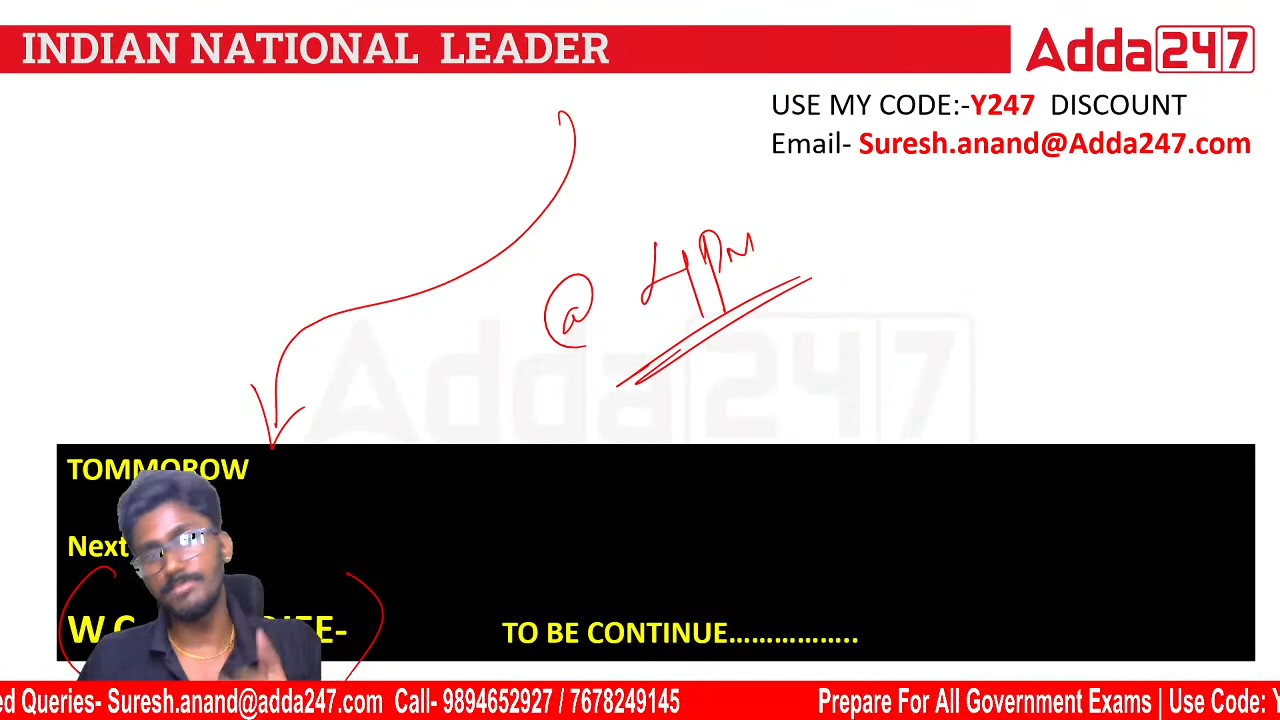 INDIAN NATIONAL LEADER
Adda247
USE MY CODE:-Y247 DISCOUNT
Email- Suresh.anand@Adda247.com
@ 4PM
Adda247
TOMMOROW
Next
W.C TO BE CONTINUE……………..
ed Queries- Suresh.anand@adda247.com Call- 9894652927 / 7678249145 Prepare For All Government Exams | Use Code: Y